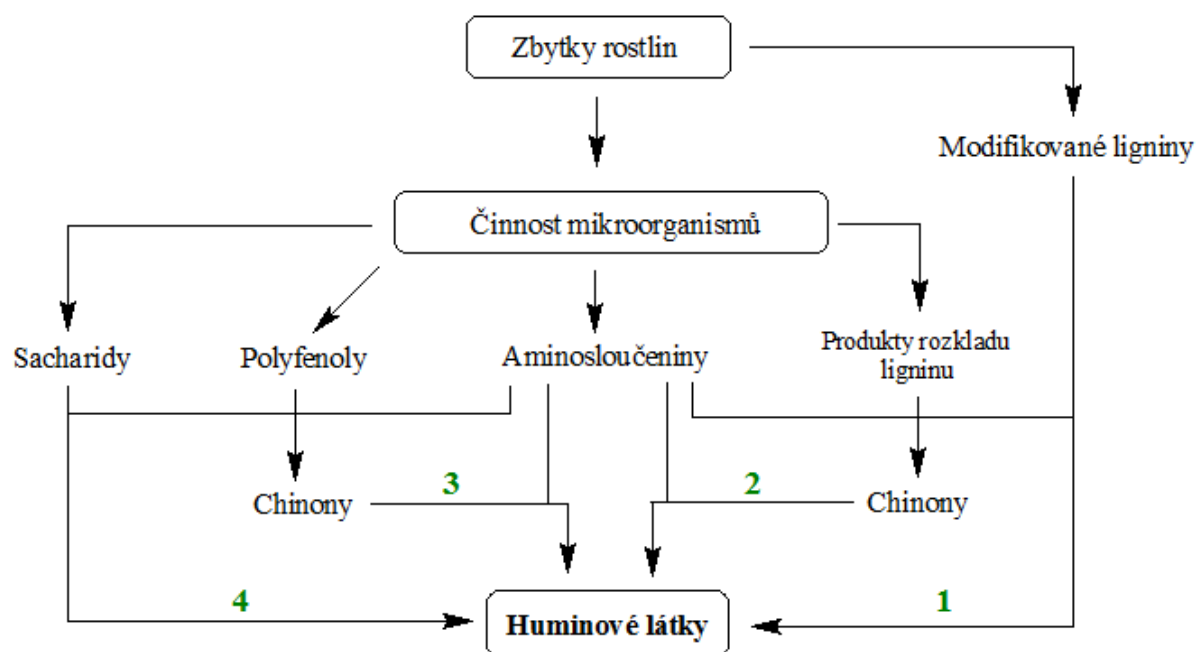 Zbytky rostlin
Modifikované ligniny
Činnost mikroorganismů
Sacharidy
Polyfenoly
Aminosloučeniny
Produkty rozkladu
ligninu
Chinony
3
2
Chinony
4
Huminové látky
1